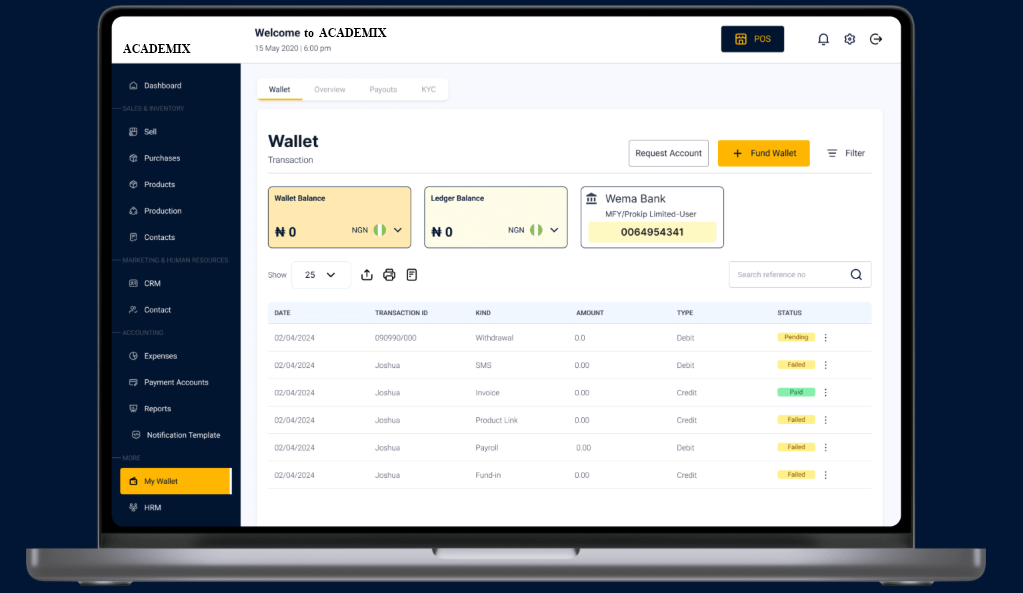 ACADEMIX
Welcome to ACADEMIX
15 May 2020 | 6:00 pm
POS
Dashboard
SALES & INVENTORY
Sell
Purchases
Products
Production
Contacts
MARKETING & HUMAN RESOURCES
CRM
Contact
ACCOUNTING
Expenses
Payment Accounts
Reports
Notification Template
MORE
My Wallet
HRM
Wallet Overview Payouts KYC
Wallet
Transaction
Request Account
+ Fund Wallet
Filter
Wallet Balance
₦ 0 NGN
Ledger Balance
₦ 0 NGN
Wema Bank
MFY/Prokip Limited-User
0064954341
Show 25
Search reference no
DATE TRANSACTION ID KIND AMOUNT TYPE STATUS
02/04/2024 090990/000 Withdrawal 0.0 Debit Pending
02/04/2024 Joshua SMS 0.00 Debit Failed
02/04/2024 Joshua Invoice 0.00 Credit Paid
02/04/2024 Joshua Product Link 0.00 Credit Failed
02/04/2024 Joshua Payroll 0.00 Debit Failed
02/04/2024 Joshua Fund-in 0.00 Credit Failed